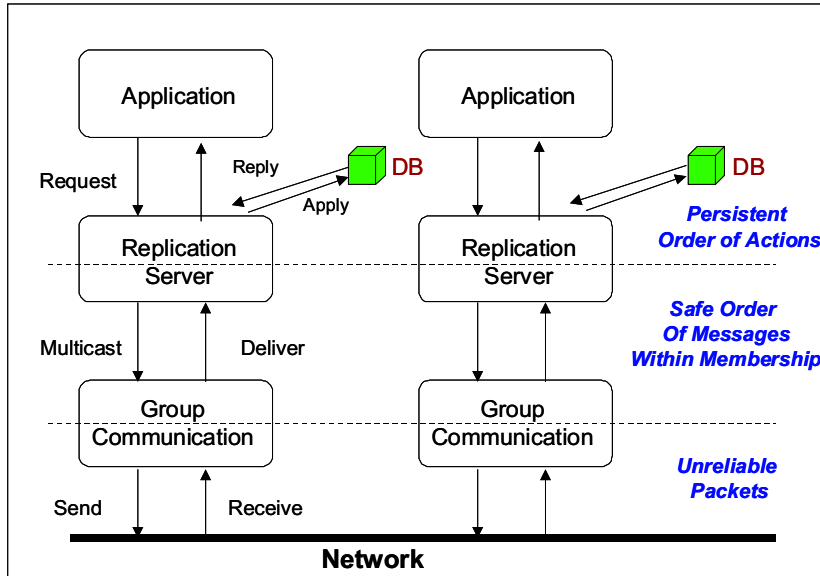 Application
Application
Reply
DB
DB
Request
Apply
Persistent
Order of Actions
Replication
Server
Replication
Server
Safe Order
Of Messages
Within Membership
Multicast
Deliver
Group
Communication
Group
Communication
Unreliable
Packets
Send
Receive
Network